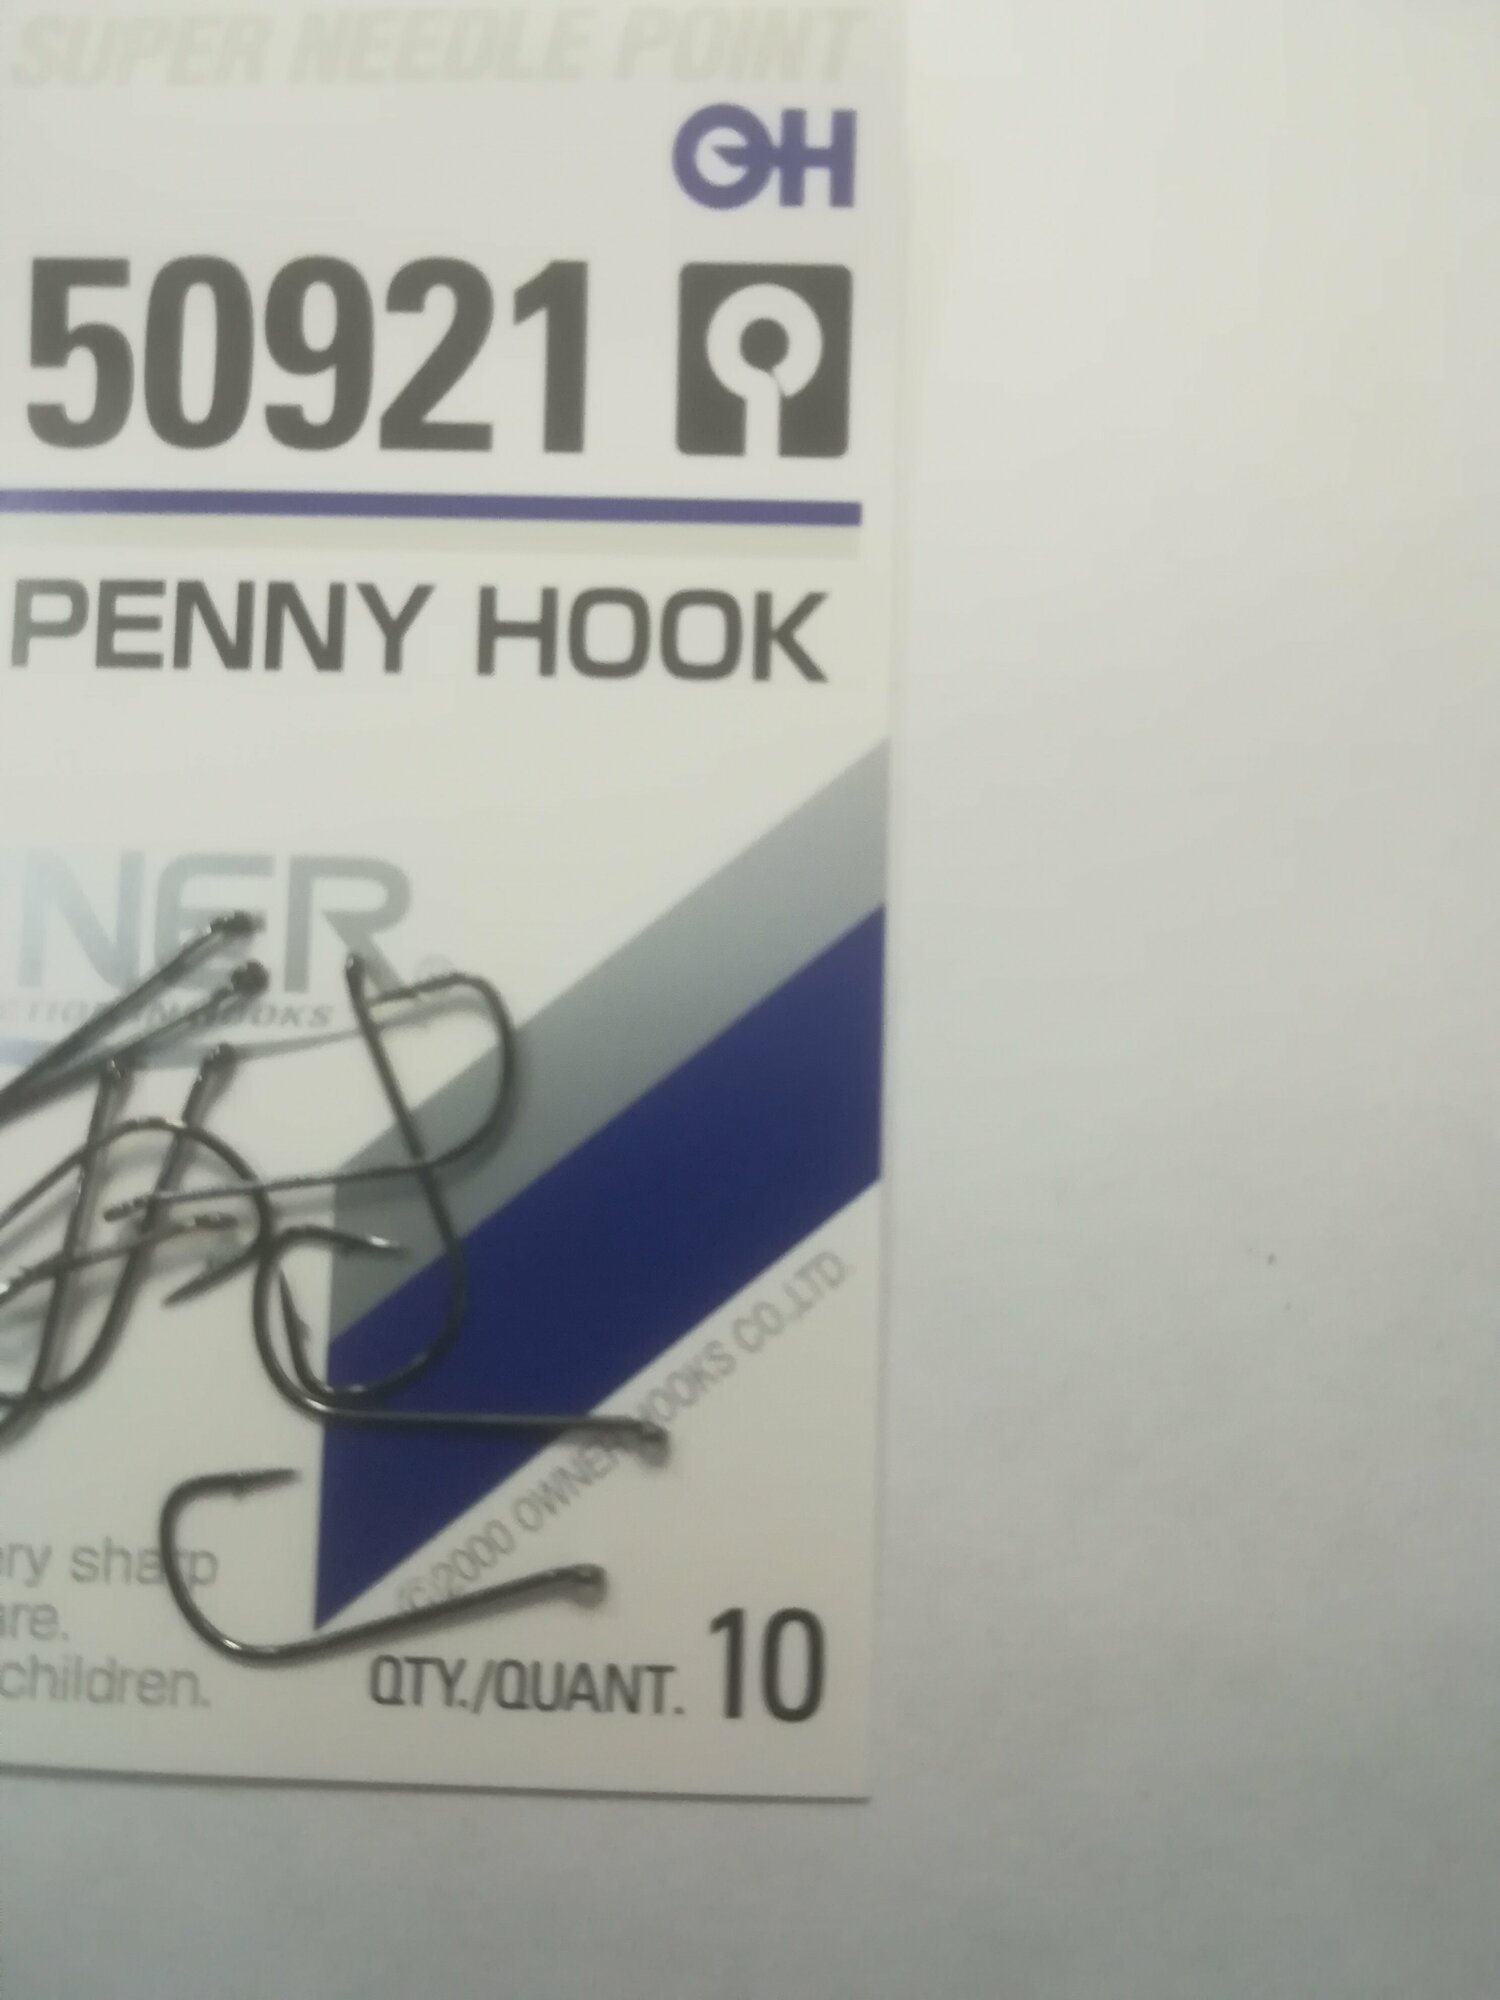 SUPER NEEDLE POINT
OH
50921
PENNY HOOK
NER
®
HOOKS
(C)2000 OWNER HOOKS CO.,LTD.
ery sharp
are.
children.
QTY./QUANT. 10